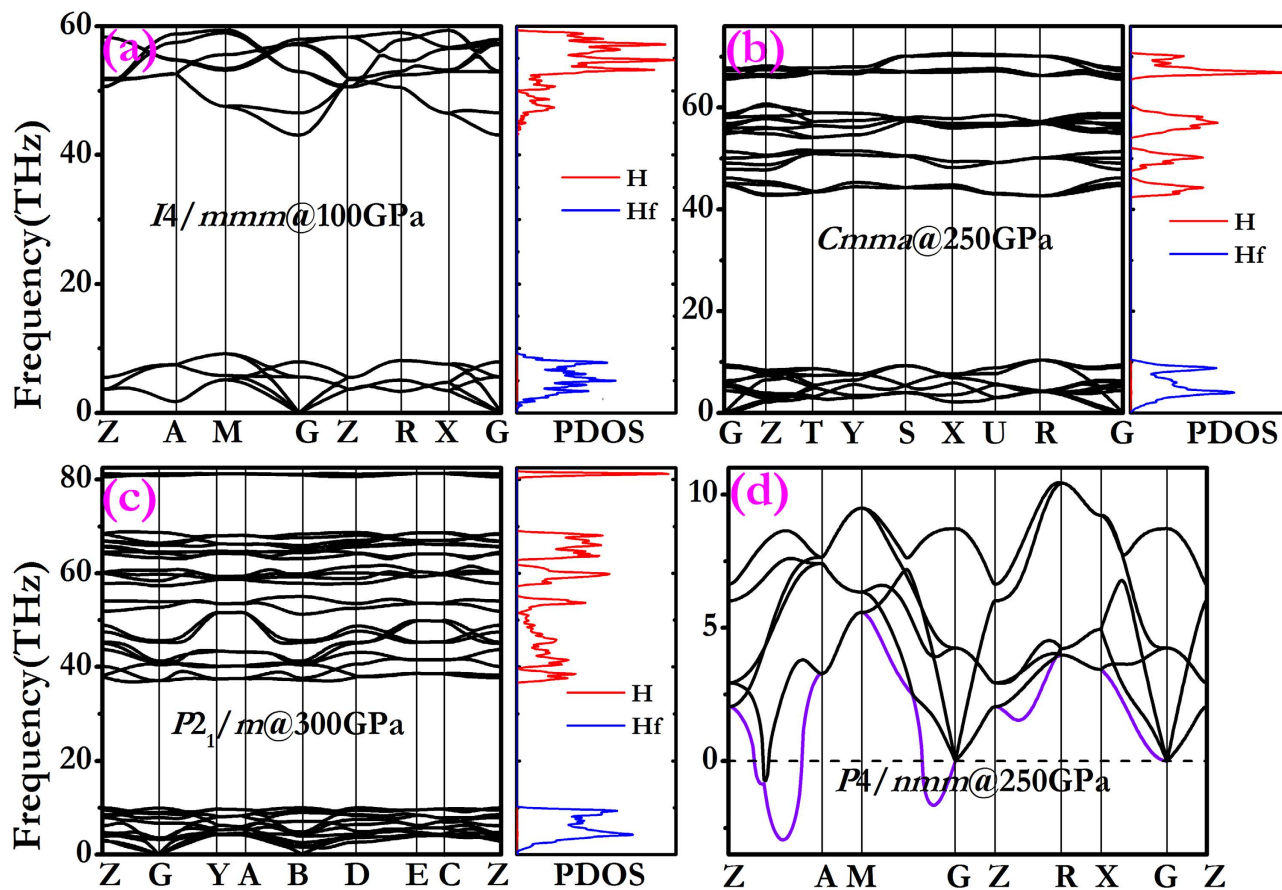 60
40
20
0
Frequency(THz)
(a)
I4/mmm@100GPa
H
Hf
Z A M G Z R X G
PDOS
60
40
20
0
(b)
Cmma@250GPa
H
Hf
G Z T Y S X U R G
PDOS
80
60
40
20
0
Frequency(THz)
(c)
P2₁/m@300GPa
H
Hf
Z G Y A B D E C Z
PDOS
10
5
0
(d)
P4/nmm@250GPa
Z A M G Z R X G Z